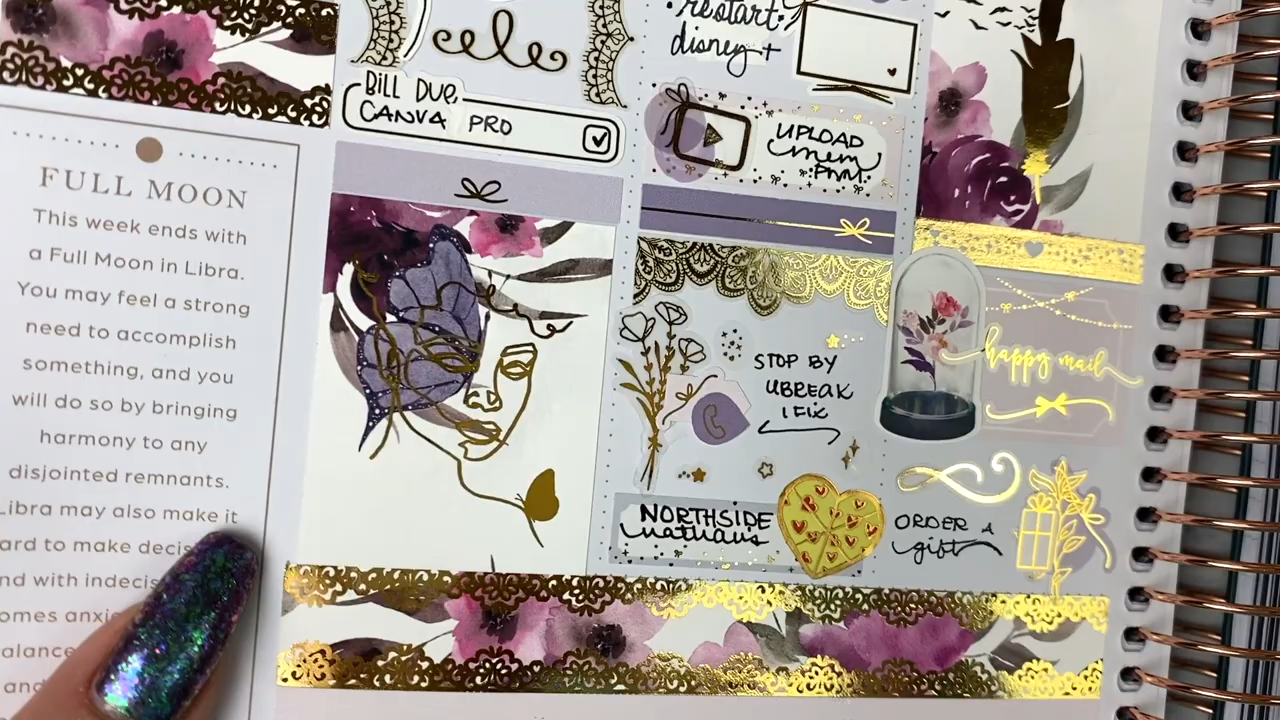 FULL MOON
This week ends with
a Full Moon in Libra.
You may feel a strong
need to accomplish
something, and you
will do so by bringing
harmony to any
disjointed remnants.
Libra may also make it
ard to make decis
nd with indecis
omes anxi
alance
and
BILL DUE,
CANVA PRO
restart
disney+
UPLOAD
mem
PWM.
STOP BY
UBREAK
I FIX
NORTHSIDE
nathan's
happy mail
ORDER A
gift